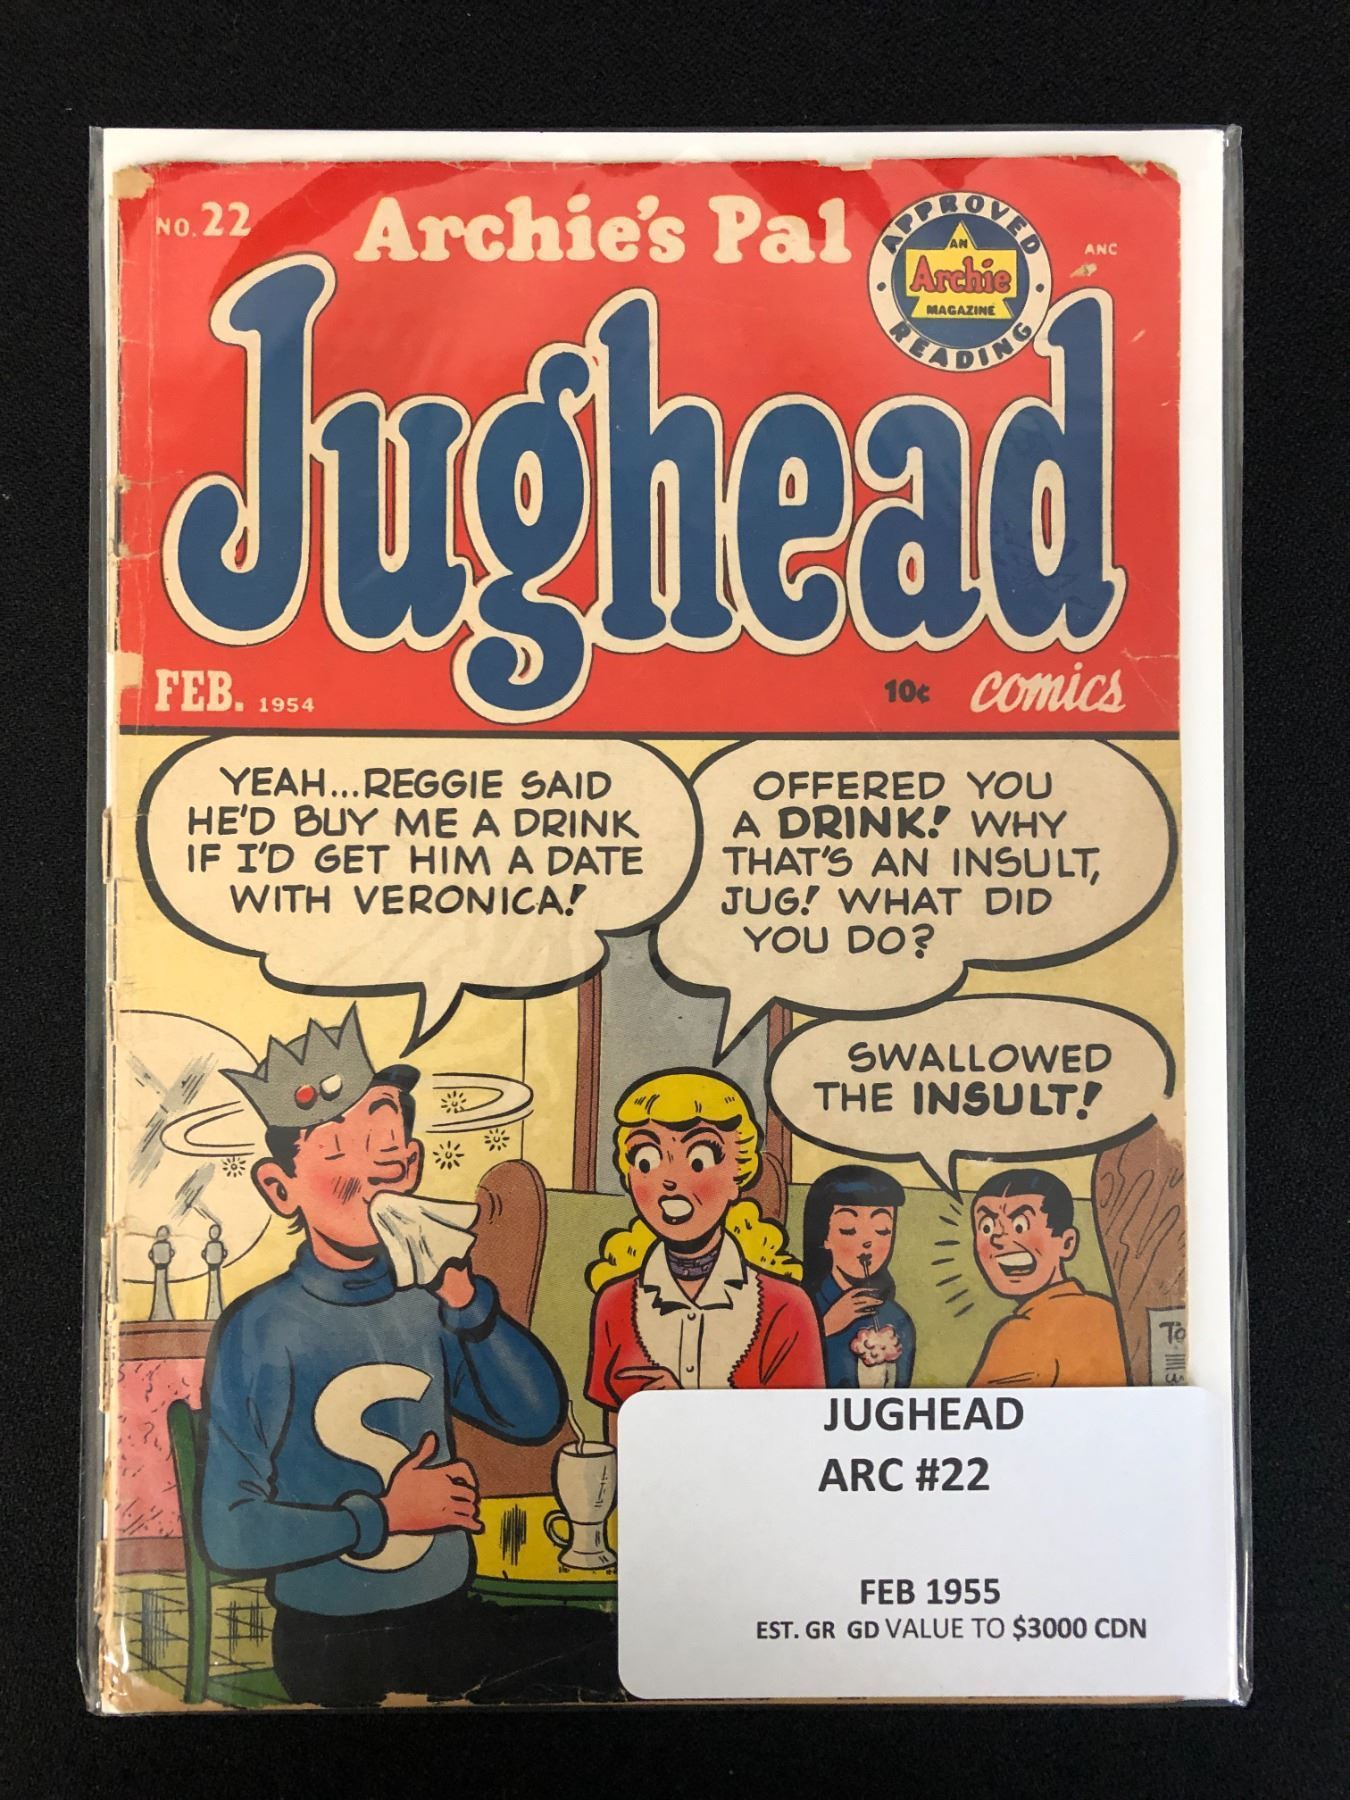 NO. 22
Archie's Pal
APPROVED READING
AN
Archie
MAGAZINE
ANC
Jughead
FEB. 1954
10¢ comics
YEAH...REGGIE SAID
HE'D BUY ME A DRINK
IF I'D GET HIM A DATE
WITH VERONICA!
OFFERED YOU
A DRINK! WHY
THAT'S AN INSULT,
JUG! WHAT DID
YOU DO?
SWALLOWED
THE INSULT!
S
To
JUGHEAD
ARC #22
FEB 1955
EST. GR GD VALUE TO $3000 CDN